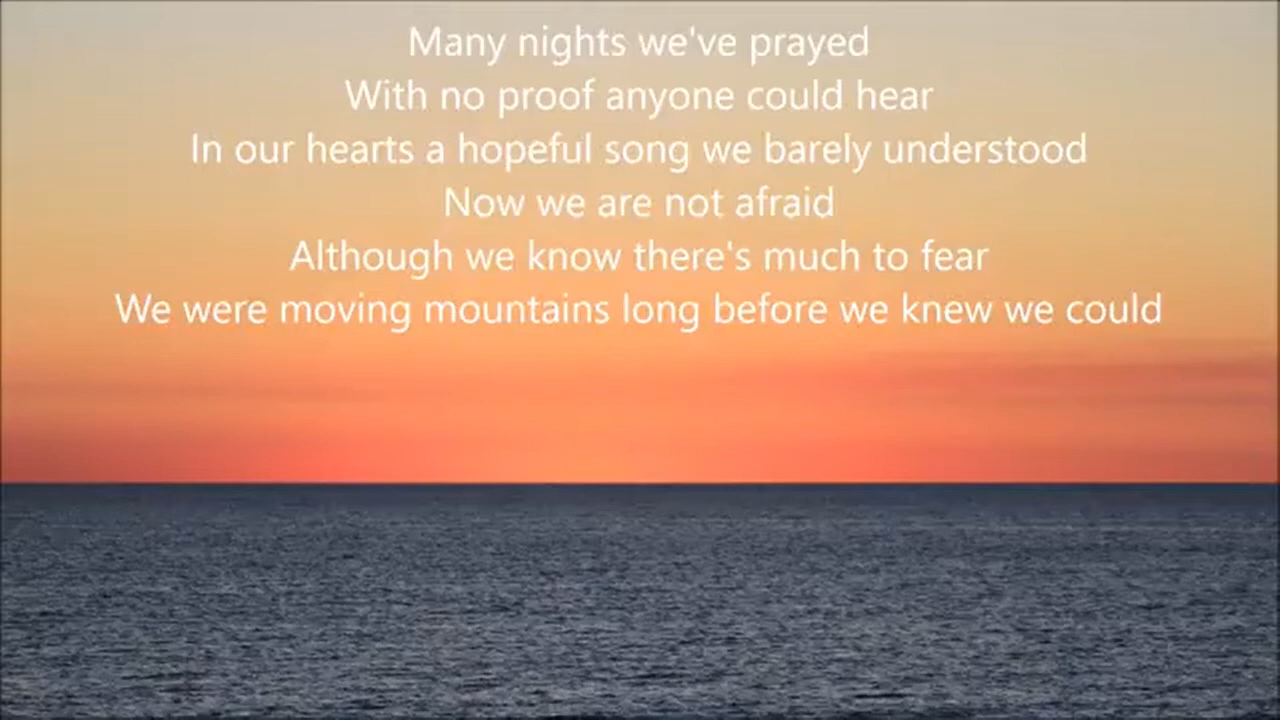 Many nights we've prayed
With no proof anyone could hear
In our hearts a hopeful song we barely understood
Now we are not afraid
Although we know there's much to fear
We were moving mountains long before we knew we could